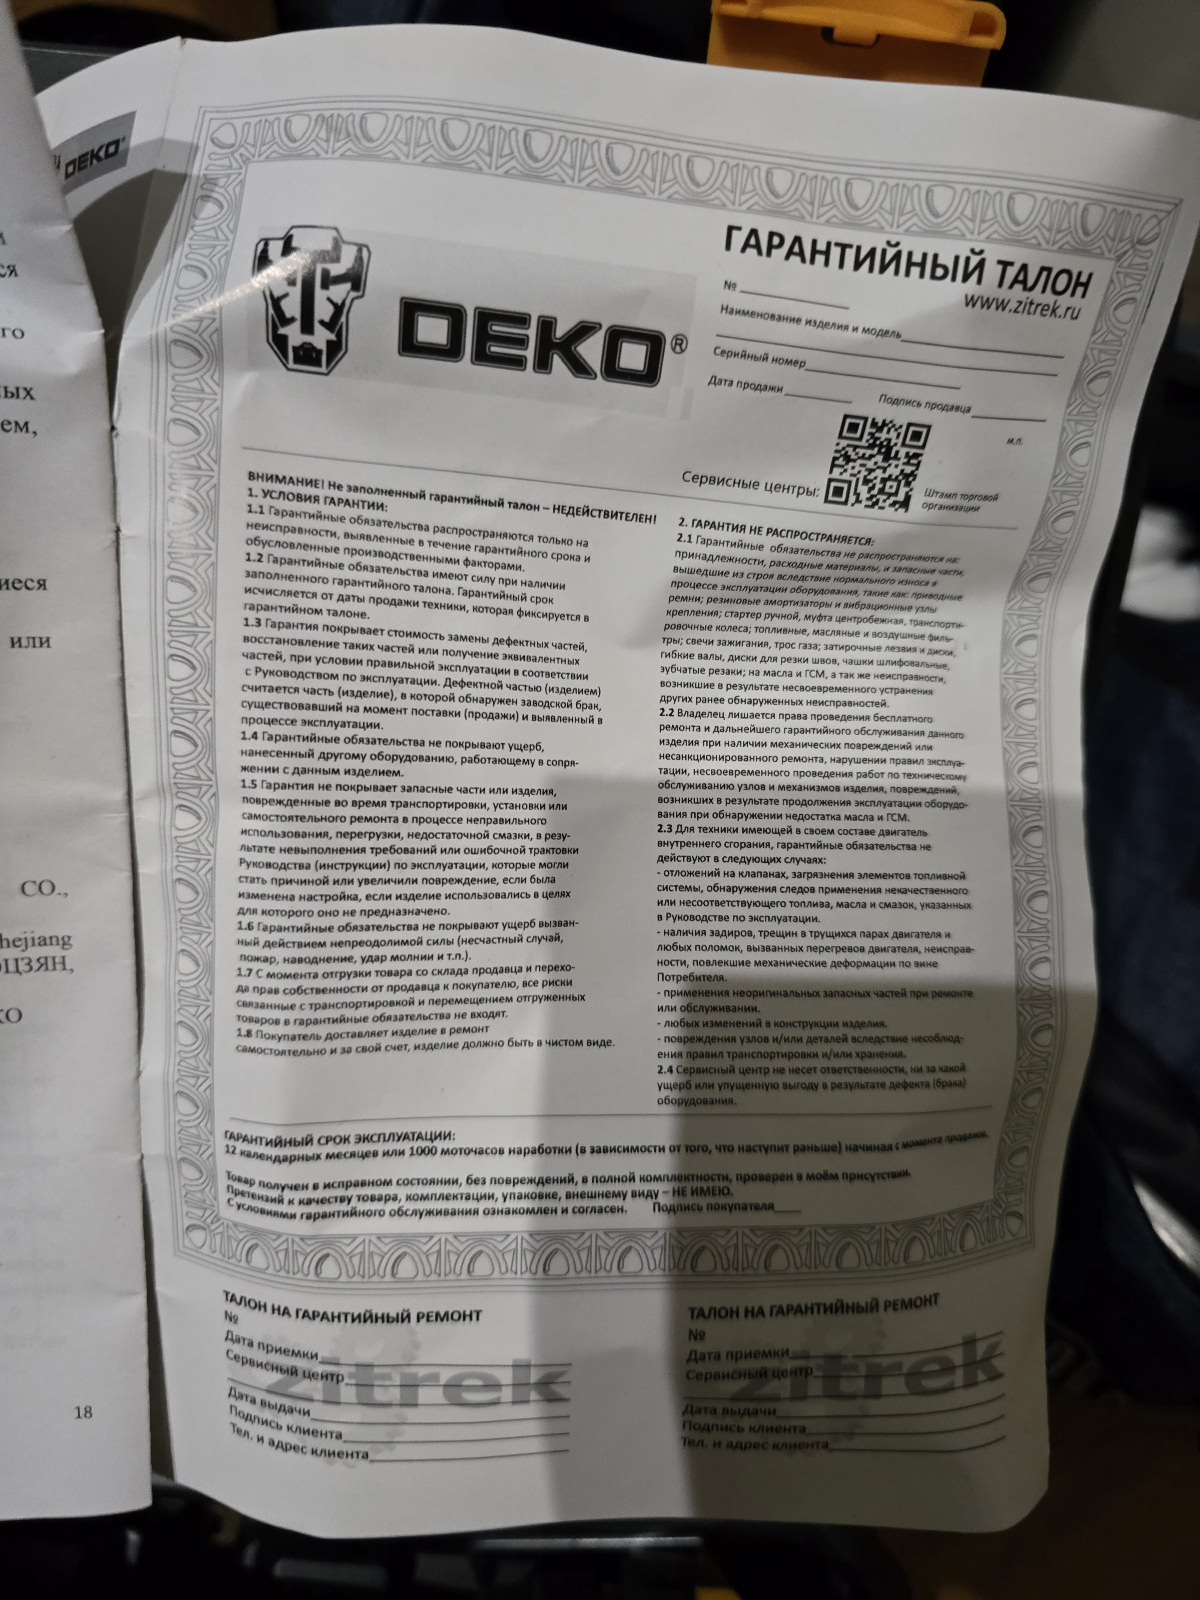 DEKO®
ся
го
ых
ем,
иеся
или
CO.,
hejiang
ОЦЗЯН,
КО
18
DEKO®
ГАРАНТИЙНЫЙ ТАЛОН
www.zitrek.ru
№
Наименование изделия и модель
Серийный номер
Дата продажи Подпись продавца
м.п.
Сервисные центры:
Штамп торговой
организации
ВНИМАНИЕ! Не заполненный гарантийный талон – НЕДЕЙСТВИТЕЛЕН!
1. УСЛОВИЯ ГАРАНТИИ:
1.1 Гарантийные обязательства распространяются только на
неисправности, выявленные в течение гарантийного срока и
обусловленные производственными факторами.
1.2 Гарантийные обязательства имеют силу при наличии
заполненного гарантийного талона. Гарантийный срок
исчисляется от даты продажи техники, которая фиксируется в
гарантийном талоне.
1.3 Гарантия покрывает стоимость замены дефектных частей,
восстановление таких частей или получение эквивалентных
частей, при условии правильной эксплуатации в соответствии
с Руководством по эксплуатации. Дефектной частью (изделием)
считается часть (изделие), в которой обнаружен заводской брак,
существовавший на момент поставки (продажи) и выявленный в
процессе эксплуатации.
1.4 Гарантийные обязательства не покрывают ущерб,
нанесенный другому оборудованию, работающему в сопря-
жении с данным изделием.
1.5 Гарантия не покрывает запасные части или изделия,
поврежденные во время транспортировки, установки или
самостоятельного ремонта в процессе неправильного
использования, перегрузки, недостаточной смазки, в резу-
льтате невыполнения требований или ошибочной трактовки
Руководства (инструкции) по эксплуатации, которые могли
стать причиной или увеличили повреждение, если была
изменена настройка, если изделие использовались в целях
для которого оно не предназначено.
1.6 Гарантийные обязательства не покрывают ущерб вызван-
ный действием непреодолимой силы (несчастный случай,
пожар, наводнение, удар молнии и т.п.).
1.7 С момента отгрузки товара со склада продавца и перехо-
да прав собственности от продавца к покупателю, все риски
связанные с транспортировкой и перемещением отгруженных
товаров в гарантийные обязательства не входят.
1.8 Покупатель доставляет изделие в ремонт
самостоятельно и за свой счет, изделие должно быть в чистом виде.
2. ГАРАНТИЯ НЕ РАСПРОСТРАНЯЕТСЯ:
2.1 Гарантийные обязательства не распространяются на:
принадлежности, расходные материалы, и запасные части,
вышедшие из строя вследствие нормального износа в
процессе эксплуатации оборудования, такие как: приводные
ремни; резиновые амортизаторы и вибрационные узлы
крепления; стартер ручной, муфта центробежная, транспорти-
ровочные колеса; топливные, масляные и воздушные филь-
тры; свечи зажигания, трос газа; затирочные лезвия и диски,
гибкие валы, диски для резки швов, чашки шлифовальные,
зубчатые резаки; на масла и ГСМ, а так же неисправности,
возникшие в результате несвоевременного устранения
других ранее обнаруженных неисправностей.
2.2 Владелец лишается права проведения бесплатного
ремонта и дальнейшего гарантийного обслуживания данного
изделия при наличии механических повреждений или
несанкционированного ремонта, нарушении правил эксплуа-
тации, несвоевременного проведения работ по техническому
обслуживанию узлов и механизмов изделия, повреждений,
возникших в результате продолжения эксплуатации оборудо-
вания при обнаружении недостатка масла и ГСМ.
2.3 Для техники имеющей в своем составе двигатель
внутреннего сгорания, гарантийные обязательства не
действуют в следующих случаях:
- отложений на клапанах, загрязнения элементов топливной
системы, обнаружения следов применения некачественного
или несоответствующего топлива, масла и смазок, указанных
в Руководстве по эксплуатации.
- наличия задиров, трещин в трущихся парах двигателя и
любых поломок, вызванных перегревом двигателя, неисправ-
ности, повлекшие механические деформации по вине
Потребителя.
- применения неоригинальных запасных частей при ремонте
или обслуживании.
- любых изменений в конструкции изделия.
- повреждения узлов и/или деталей вследствие несоблюд-
ения правил транспортировки и/или хранения.
2.4 Сервисный центр не несет ответственности, ни за какой
ущерб или упущенную выгоду в результате дефекта (брака)
оборудования.
ГАРАНТИЙНЫЙ СРОК ЭКСПЛУАТАЦИИ:
12 календарных месяцев или 1000 моточасов наработки (в зависимости от того, что наступит раньше) начиная с момента продажи.
Товар получен в исправном состоянии, без повреждений, в полной комплектности, проверен в моём присутствии.
Претензий к качеству товара, комплектации, упаковке, внешнему виду – НЕ ИМЕЮ.
С условиями гарантийного обслуживания ознакомлен и согласен. Подпись покупателя
ТАЛОН НА ГАРАНТИЙНЫЙ РЕМОНТ
№
Дата приемки
Сервисный центр
zitrek
Дата выдачи
Подпись клиента
Тел. и адрес клиента
ТАЛОН НА ГАРАНТИЙНЫЙ РЕМОНТ
№
Дата приемки
Сервисный центр
zitrek
Дата выдачи
Подпись клиента
Тел. и адрес клиента